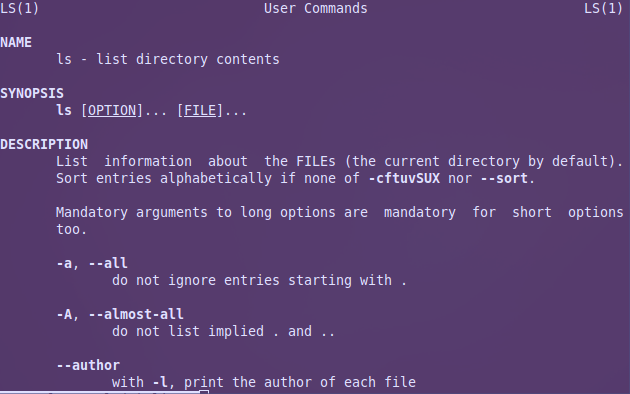 LS(1) User Commands LS(1)
NAME
ls - list directory contents
SYNOPSIS
ls [OPTION]... [FILE]...
DESCRIPTION
List information about the FILEs (the current directory by default).
Sort entries alphabetically if none of -cftuvSUX nor --sort.
Mandatory arguments to long options are mandatory for short options
too.
-a, --all
do not ignore entries starting with .
-A, --almost-all
do not list implied . and ..
--author
with -l, print the author of each file